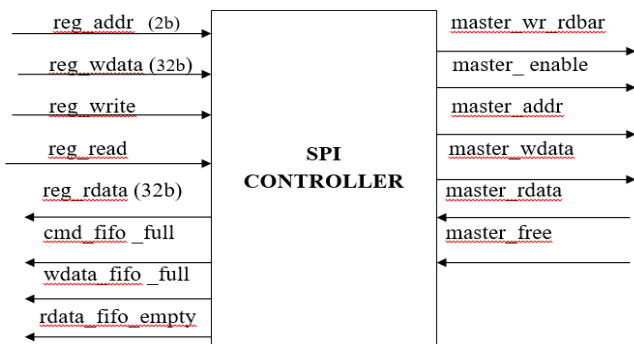 reg_addr (2b)
reg_wdata (32b)
reg_write
reg_read
reg_rdata (32b)
cmd_fifo _full
wdata_fifo _full
rdata_fifo_empty
SPI
CONTROLLER
master_wr_rdbar
master_ enable
master_addr
master_wdata
master_rdata
master_free